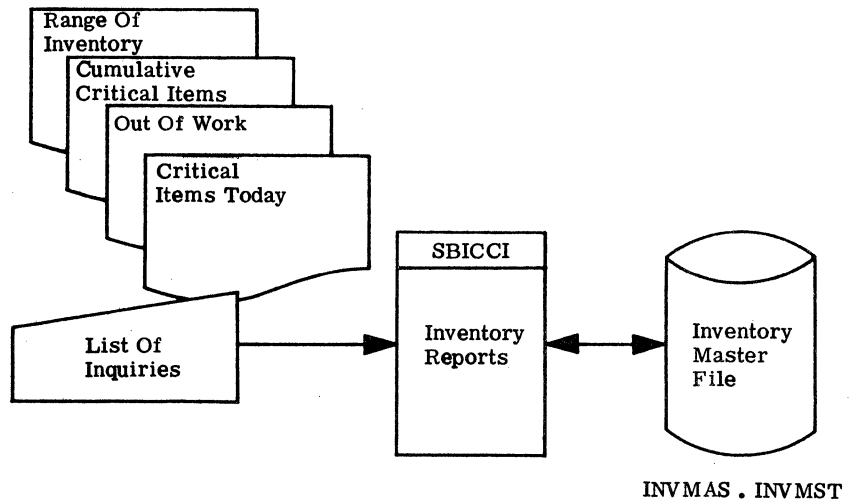 Range Of
Inventory
Cumulative
Critical Items
Out Of Work
Critical
Items Today
List Of
Inquiries
SBICCI
Inventory
Reports
Inventory
Master
File
INVMAS . INVMST